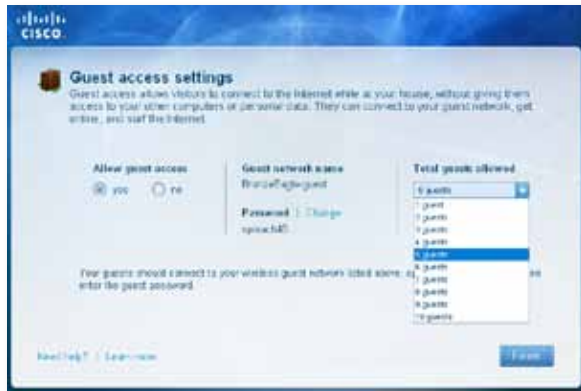 CISCO
Guest access settings
Guest access allows visitors to connect to the Internet while at your house, without giving them
access to your other computers or personal data. They can connect to your guest network, get
online, and surf the Internet.
Allow guest access
yes no
Guest network name
BronzeEagle-guest
Password | Change
Total guests allowed
5 guests
1 guest
2 guests
3 guests
4 guests
5 guests
6 guests
7 guests
8 guests
9 guests
10 guests
Your guests should connect to your wireless guest network listed above,
enter the guest password.
Need help? | Learn more